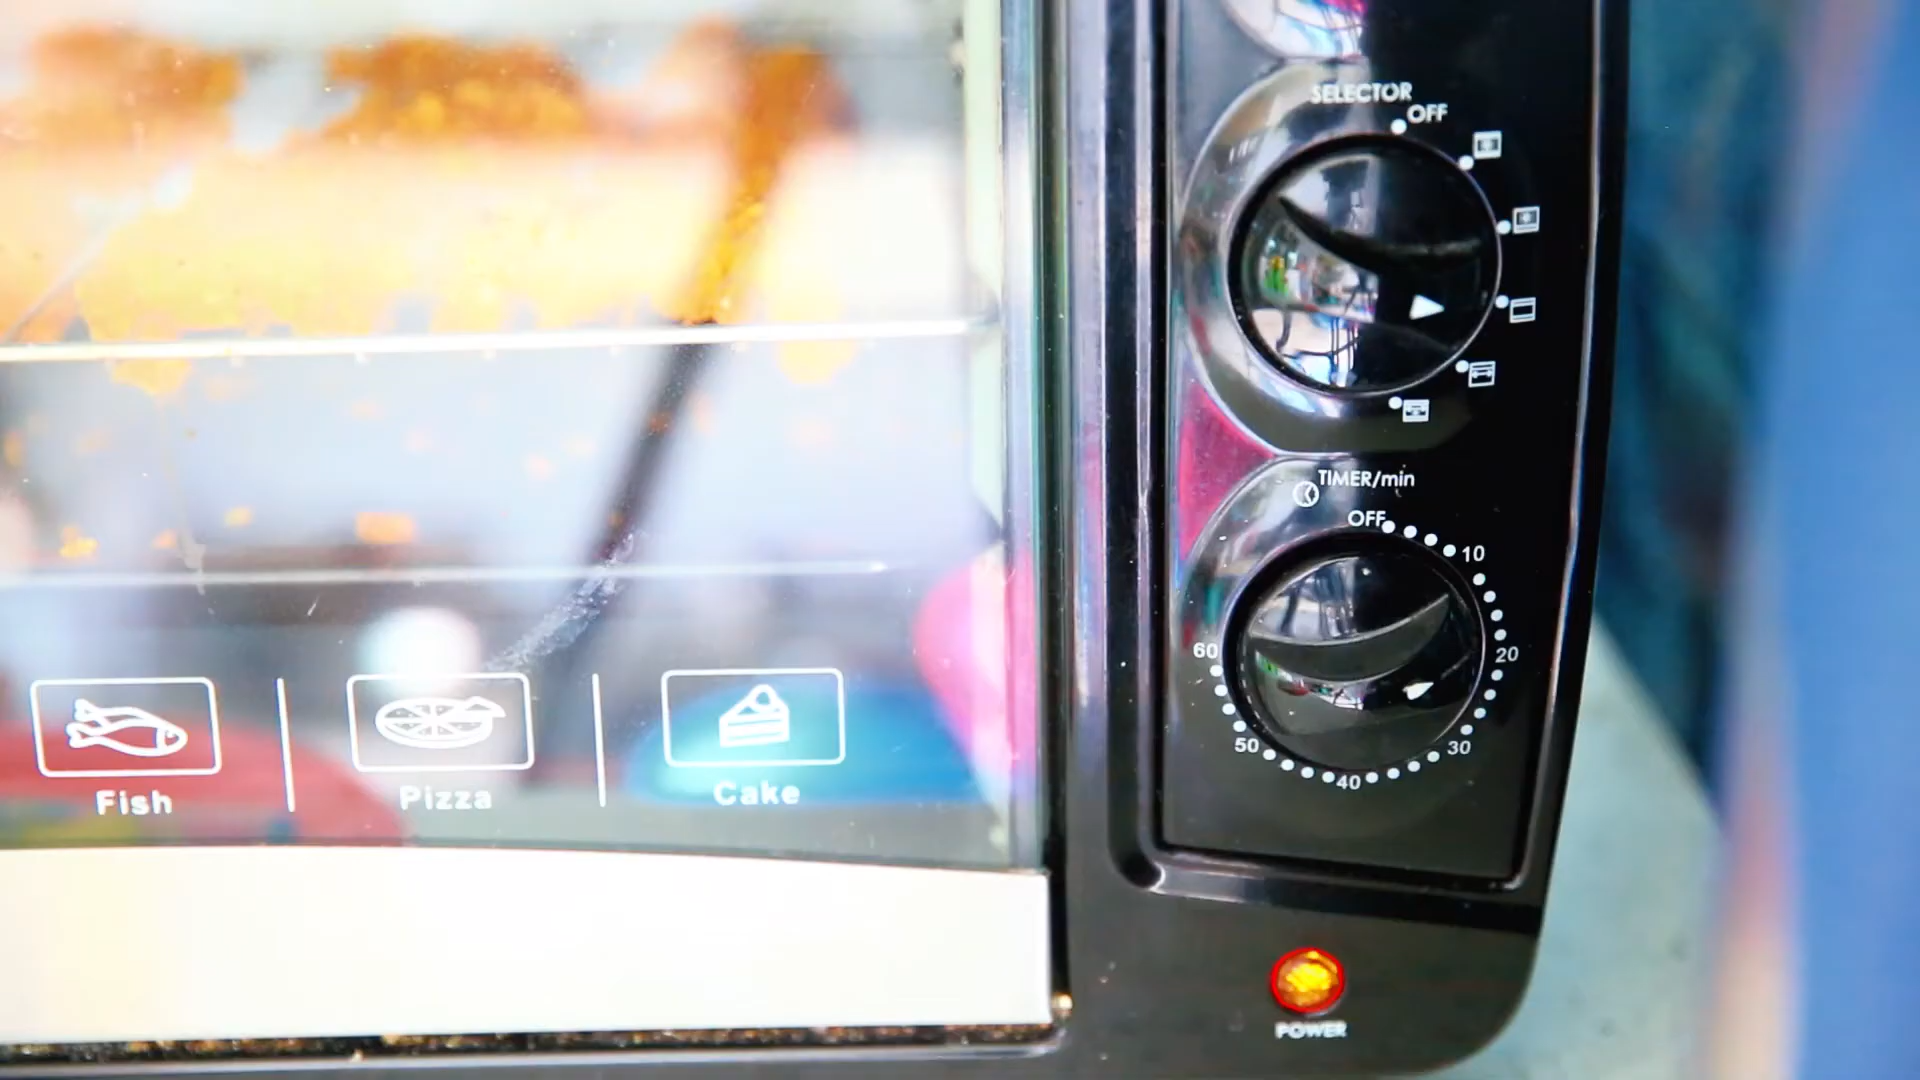 SELECTOR
OFF
TIMER/min
OFF
10
20
30
40
50
60
Fish
Pizza
Cake
POWER